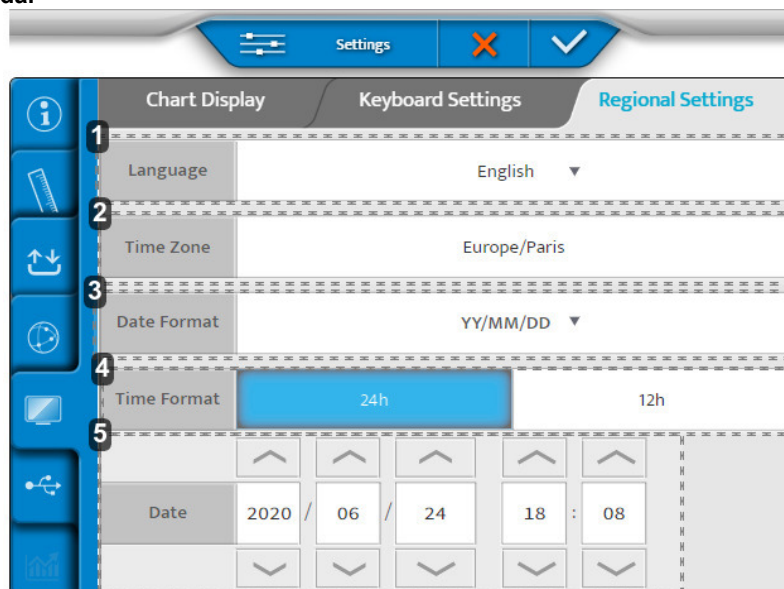 Settings
Chart Display Keyboard Settings Regional Settings
1
Language English
2
Time Zone Europe/Paris
3
Date Format YY/MM/DD
4
Time Format 24h 12h
5
Date 2020 / 06 / 24 18 : 08